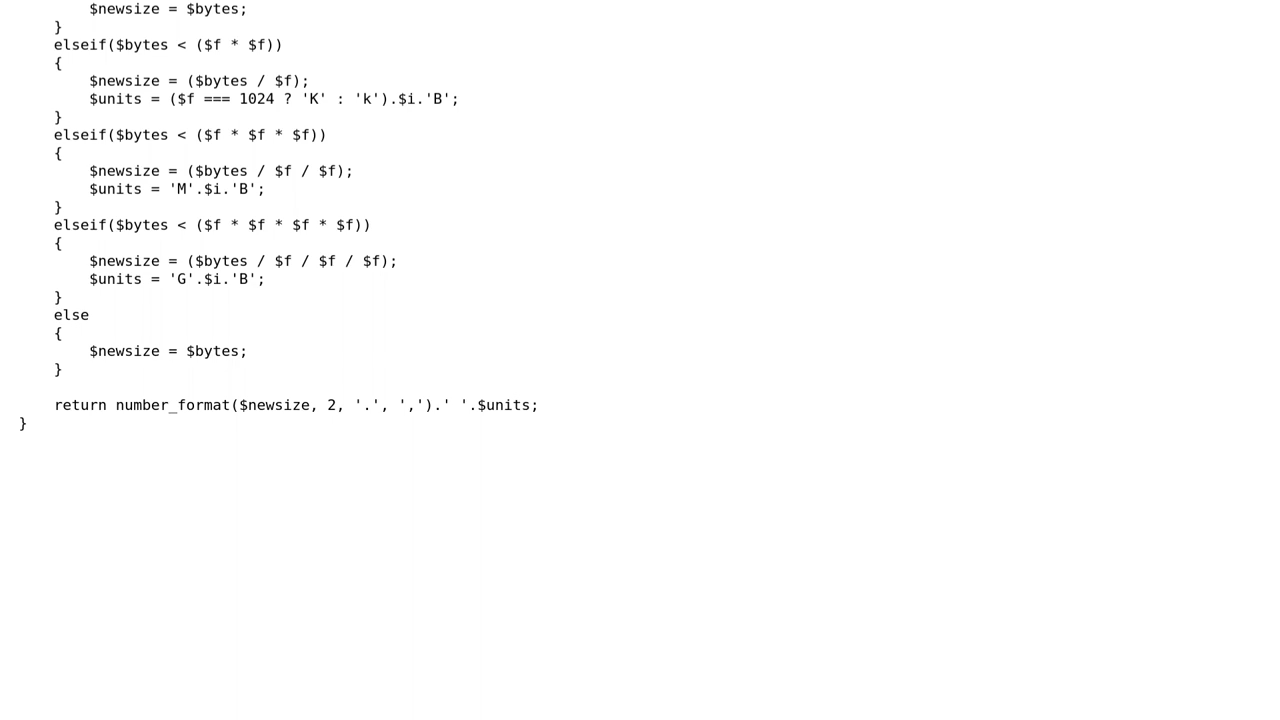 $newsize = $bytes;
    }
    elseif($bytes < ($f * $f))
    {
        $newsize = ($bytes / $f);
        $units = ($f === 1024 ? 'K' : 'k').$i.'B';
    }
    elseif($bytes < ($f * $f * $f))
    {
        $newsize = ($bytes / $f / $f);
        $units = 'M'.$i.'B';
    }
    elseif($bytes < ($f * $f * $f * $f))
    {
        $newsize = ($bytes / $f / $f / $f);
        $units = 'G'.$i.'B';
    }
    else
    {
        $newsize = $bytes;
    }

    return number_format($newsize, 2, '.', ',').' '.$units;
}